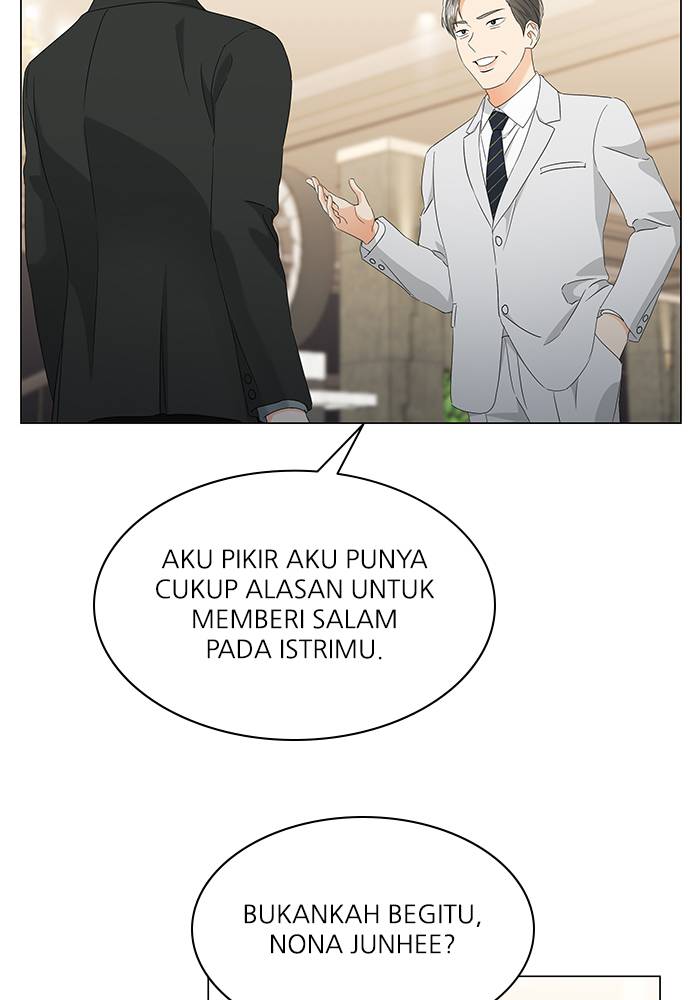 AKU PIKIR AKU PUNYA
CUKUP ALASAN UNTUK
MEMBERI SALAM
PADA ISTRIMU.
BUKANKAH BEGITU,
NONA JUNHEE?